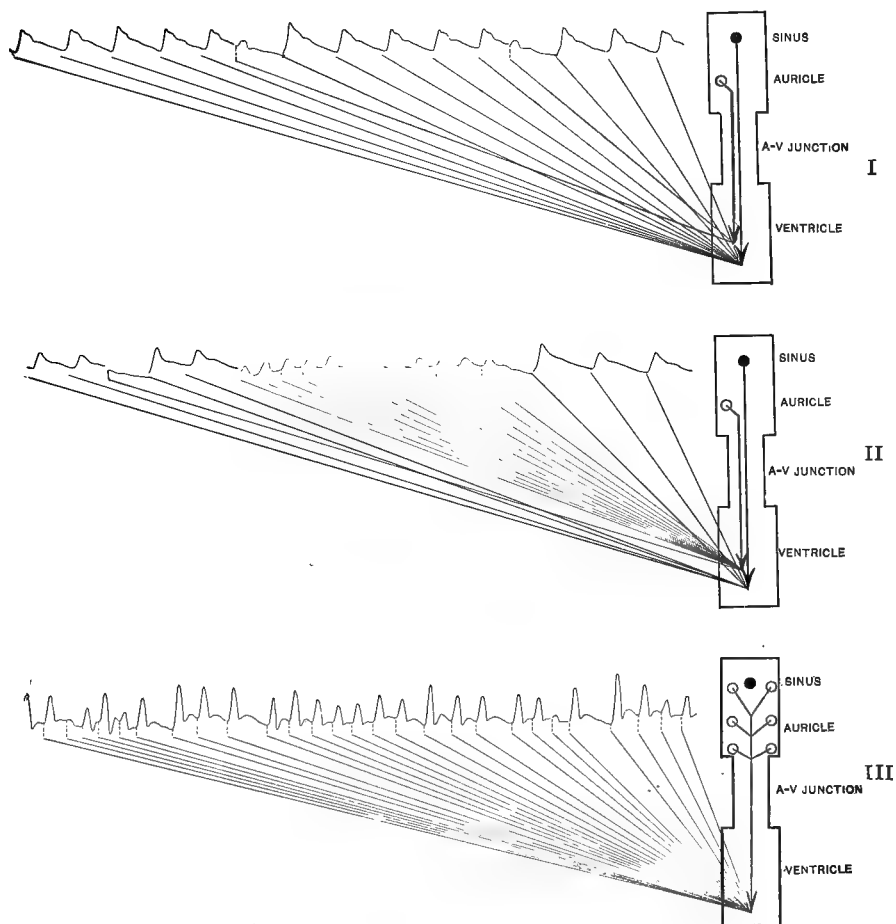 SINUS
AURICLE
A-V JUNCTION
I
VENTRICLE
SINUS
AURICLE
II
A-V JUNCTION
VENTRICLE
SINUS
AURICLE
III
A-V JUNCTION
VENTRICLE